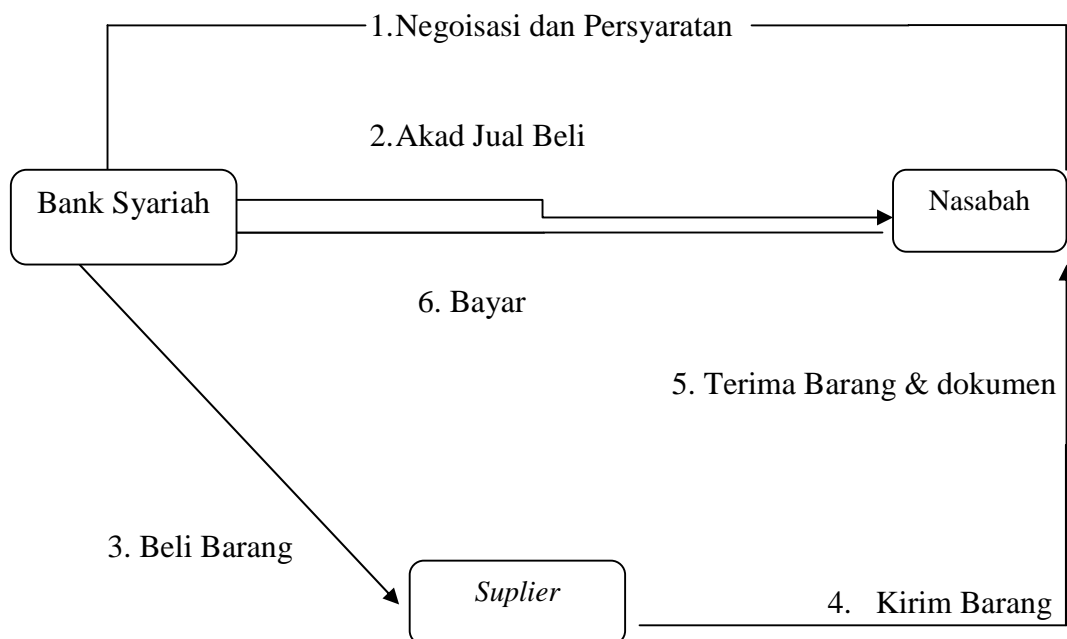 1.Negoisasi dan Persyaratan
2.Akad Jual Beli
Bank Syariah
Nasabah
6. Bayar
5. Terima Barang & dokumen
3. Beli Barang
Suplier
4. Kirim Barang